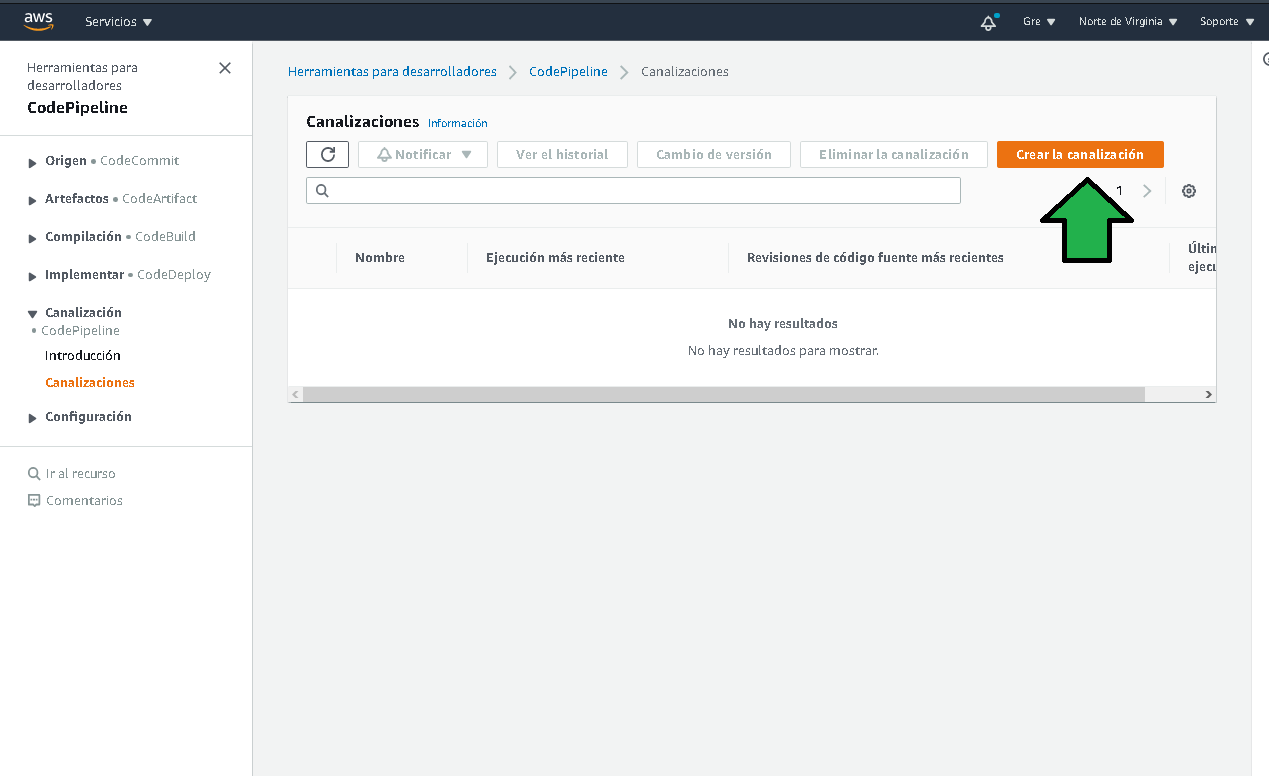 aws Servicios Gre Norte de Virginia Soporte
Herramientas para
desarrolladores
CodePipeline
Origen • CodeCommit
Artefactos • CodeArtifact
Compilación • CodeBuild
Implementar • CodeDeploy
Canalización
• CodePipeline
Introducción
Canalizaciones
Configuración
Ir al recurso
Comentarios
Herramientas para desarrolladores > CodePipeline > Canalizaciones
Canalizaciones Información
Notificar Ver el historial Cambio de versión Eliminar la canalización Crear la canalización
1
Nombre Ejecución más reciente Revisiones de código fuente más recientes
No hay resultados
No hay resultados para mostrar.